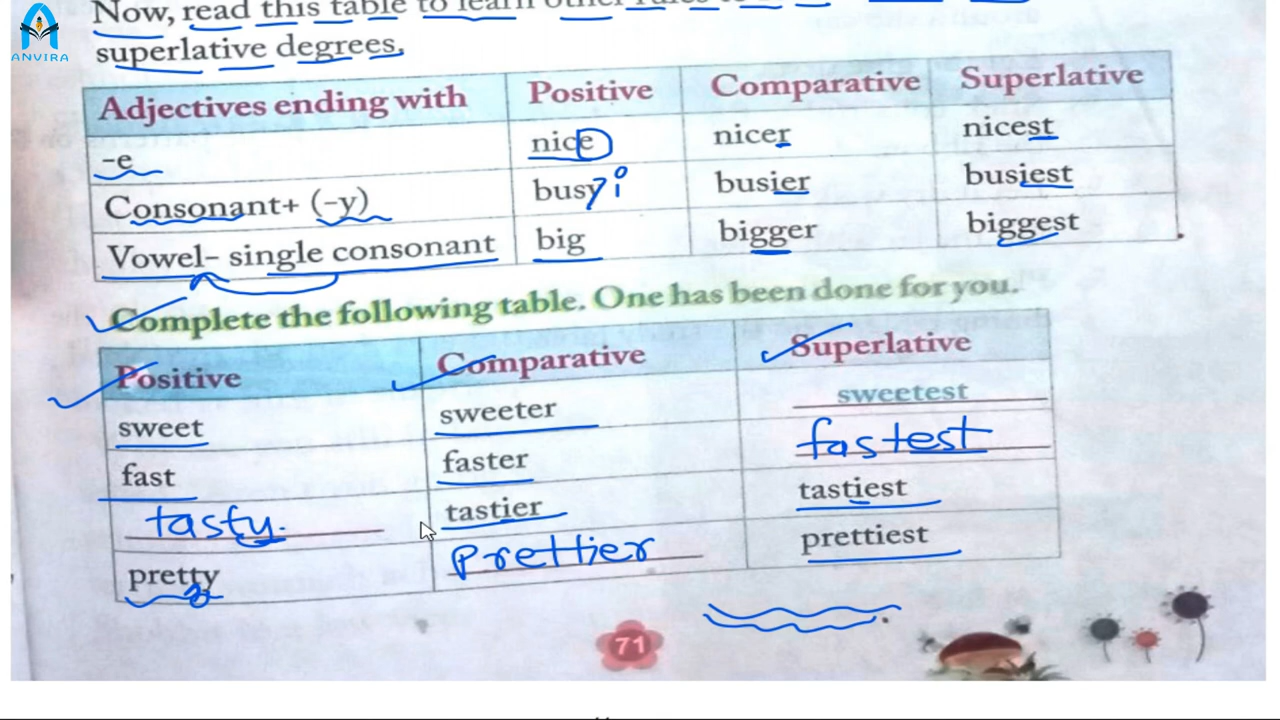 ANVIRA
Now, read this table to learn other rules to
superlative degrees.
Adjectives ending with Positive Comparative Superlative
-e nice nicer nicest
Consonant+ (-y) busy i busier busiest
Vowel- single consonant big bigger biggest
Complete the following table. One has been done for you.
Positive Comparative Superlative
sweet sweeter sweetest
fast faster fastest
tasty. tastier tastiest
pretty prettier prettiest
71